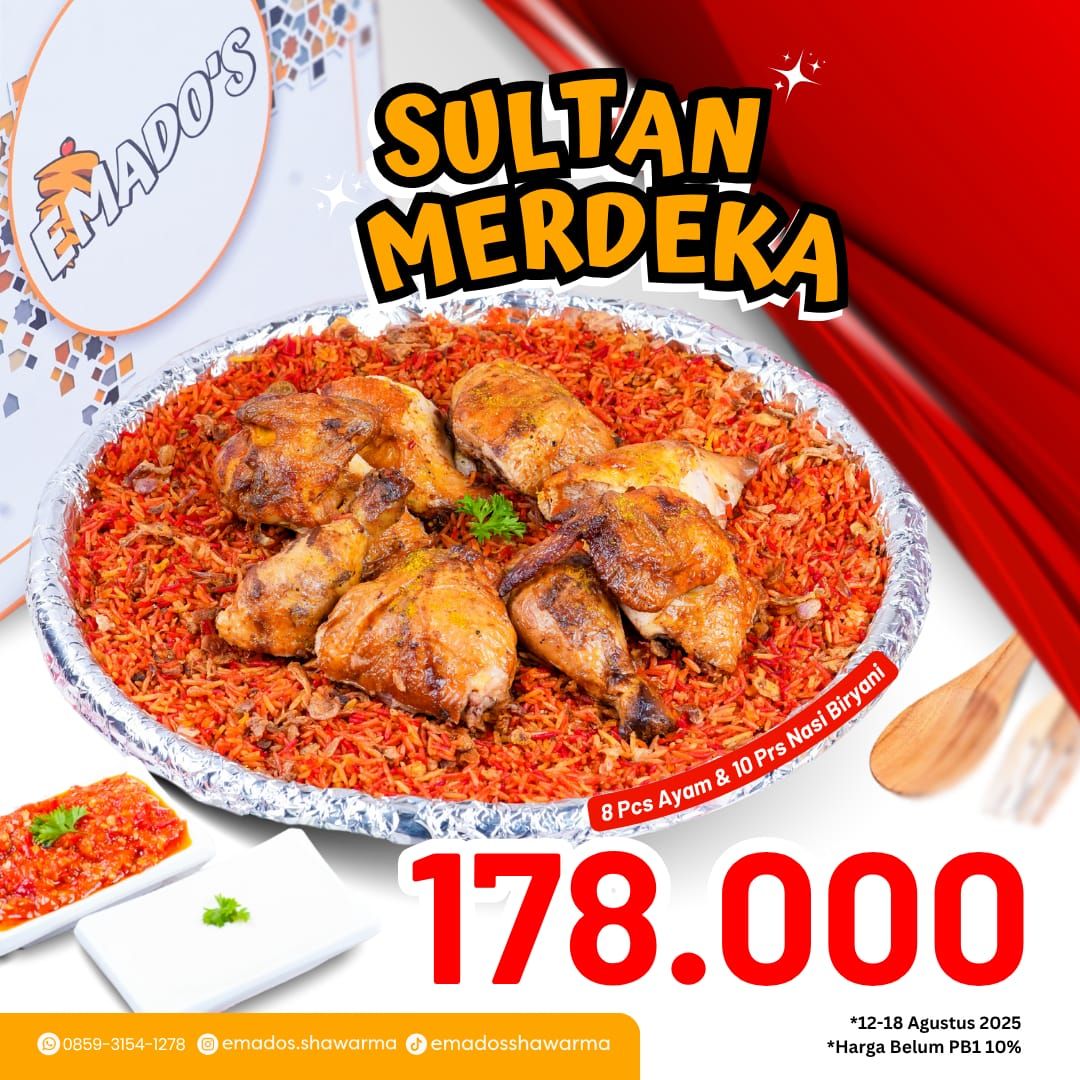 EMADO'S
SULTAN
MERDEKA
8 Pcs Ayam & 10 Prs Nasi Biryani
178.000
*12-18 Agustus 2025
*Harga Belum PB1 10%
0859-3154-1278 emados.shawarma emadosshawarma